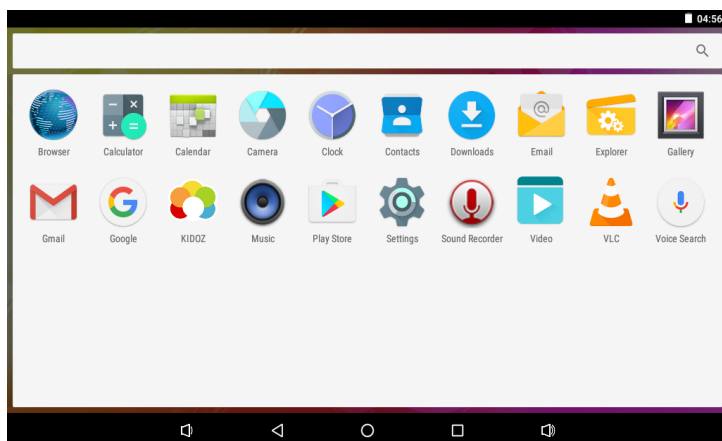 04:56
Browser Calculator Calendar Camera Clock Contacts Downloads Email Explorer Gallery
Gmail Google KIDOZ Music Play Store Settings Sound Recorder Video VLC Voice Search